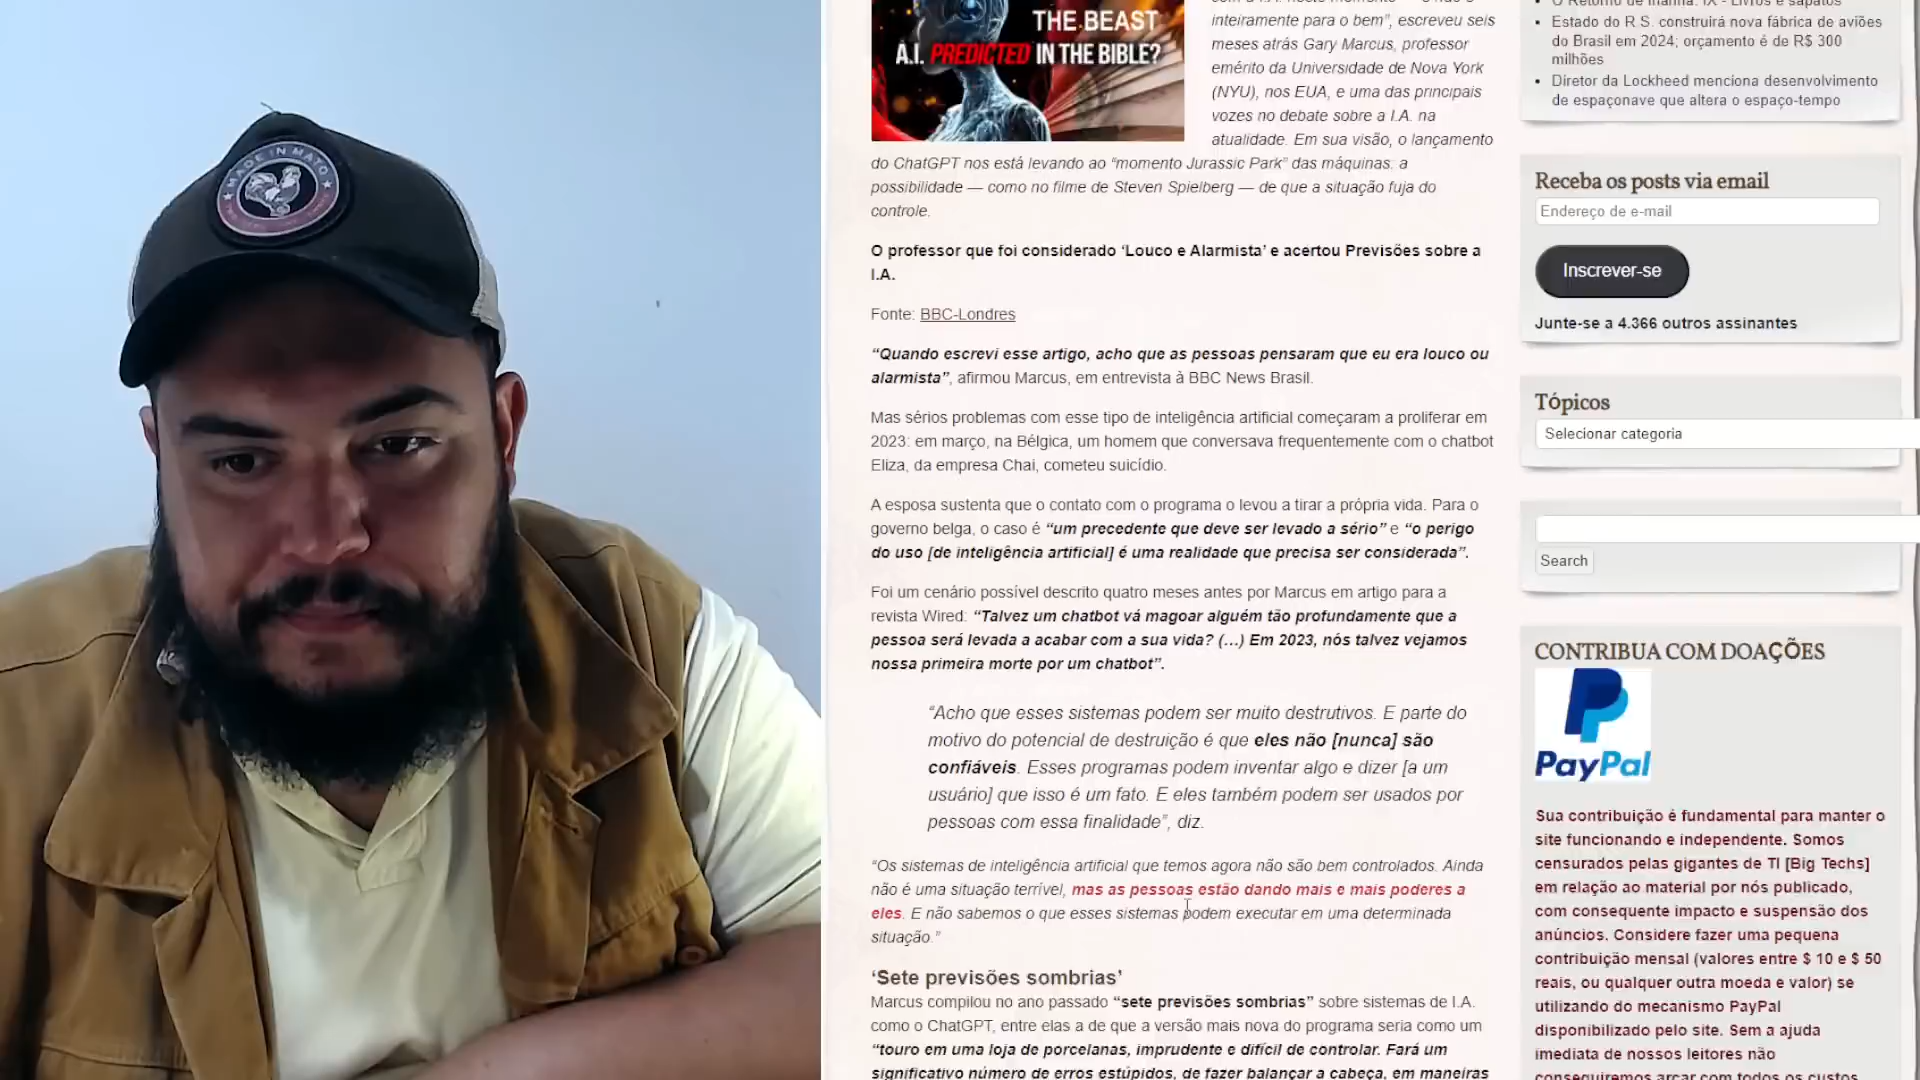 MADE IN MATO
THE BEAST
A.I. PREDICTED IN THE BIBLE?
inteiramente para o bem”, escreveu seis
meses atrás Gary Marcus, professor
emérito da Universidade de Nova York
(NYU), nos EUA, e uma das principais
vozes no debate sobre a I.A. na
atualidade. Em sua visão, o lançamento
do ChatGPT nos está levando ao “momento Jurassic Park” das máquinas: a
possibilidade — como no filme de Steven Spielberg — de que a situação fuja do
controle.
O professor que foi considerado ‘Louco e Alarmista’ e acertou Previsões sobre a
I.A.
Fonte: BBC-Londres
“Quando escrevi esse artigo, acho que as pessoas pensaram que eu era louco ou
alarmista”, afirmou Marcus, em entrevista à BBC News Brasil.
Mas sérios problemas com esse tipo de inteligência artificial começaram a proliferar em
2023: em março, na Bélgica, um homem que conversava frequentemente com o chatbot
Eliza, da empresa Chai, cometeu suicídio.
A esposa sustenta que o contato com o programa o levou a tirar a própria vida. Para o
governo belga, o caso é “um precedente que deve ser levado a sério” e “o perigo
do uso [de inteligência artificial] é uma realidade que precisa ser considerada”.
Foi um cenário possível descrito quatro meses antes por Marcus em artigo para a
revista Wired: “Talvez um chatbot vá magoar alguém tão profundamente que a
pessoa será levada a acabar com a sua vida? (…) Em 2023, nós talvez vejamos
nossa primeira morte por um chatbot”.
“Acho que esses sistemas podem ser muito destrutivos. E parte do
motivo do potencial de destruição é que eles não [nunca] são
confiáveis. Esses programas podem inventar algo e dizer [a um
usuário] que isso é um fato. E eles também podem ser usados por
pessoas com essa finalidade”, diz.
“Os sistemas de inteligência artificial que temos agora não são bem controlados. Ainda
não é uma situação terrível, mas as pessoas estão dando mais e mais poderes a
eles. E não sabemos o que esses sistemas podem executar em uma determinada
situação.”
‘Sete previsões sombrias’
Marcus compilou no ano passado “sete previsões sombrias” sobre sistemas de I.A.
como o ChatGPT, entre elas a de que a versão mais nova do programa seria como um
“touro em uma loja de porcelanas, imprudente e difícil de controlar. Fará um
significativo número de erros estúpidos, de fazer balançar a cabeça, em maneiras
O Retorno de Inanna: IX - Livros e sapatos
Estado do R S. construirá nova fábrica de aviões
do Brasil em 2024; orçamento é de R$ 300
milhões
Diretor da Lockheed menciona desenvolvimento
de espaçonave que altera o espaço-tempo
Receba os posts via email
Endereço de e-mail
Inscrever-se
Junte-se a 4.366 outros assinantes
Tópicos
Selecionar categoria
Search
CONTRIBUA COM DOAÇÕES
PayPal
Sua contribuição é fundamental para manter o
site funcionando e independente. Somos
censurados pelas gigantes de TI [Big Techs]
em relação ao material por nós publicado,
com consequente impacto e suspensão dos
anúncios. Considere fazer uma pequena
contribuição mensal (valores entre $ 10 e $ 50
reais, ou qualquer outra moeda e valor) se
utilizando do mecanismo PayPal
disponibilizado pelo site. Sem a ajuda
imediata de nossos leitores não
conseguiremos arcar com todos os custos